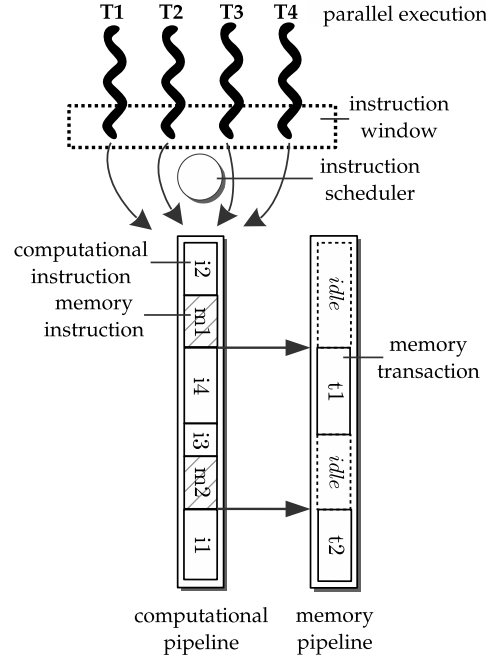 T1 T2 T3 T4 parallel execution
instruction
window
instruction
scheduler
computational
instruction
memory
instruction
i2
m1
i4
i3
m2
i1
idle
t1
idle
t2
memory
transaction
computational
pipeline
memory
pipeline